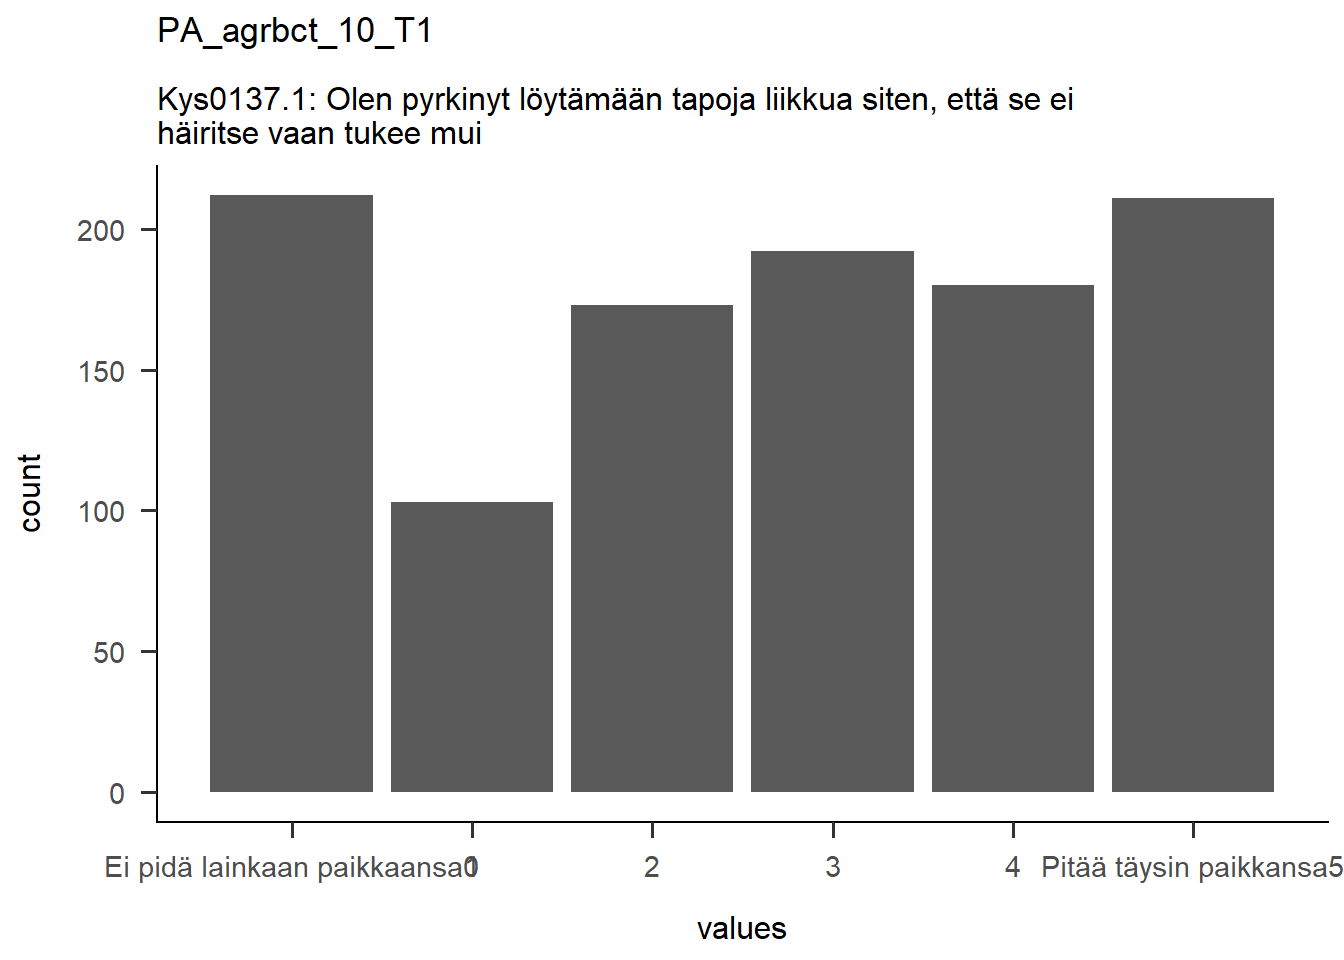 PA_agrbct_10_T1
Kys0137.1: Olen pyrkinyt löytämään tapoja liikkua siten, että se ei
häiritse vaan tukee mui
200
150
100
50
0
count
Ei pidä lainkaan paikkaansa0 1 2 3 4 Pitää täysin paikkansa5
values